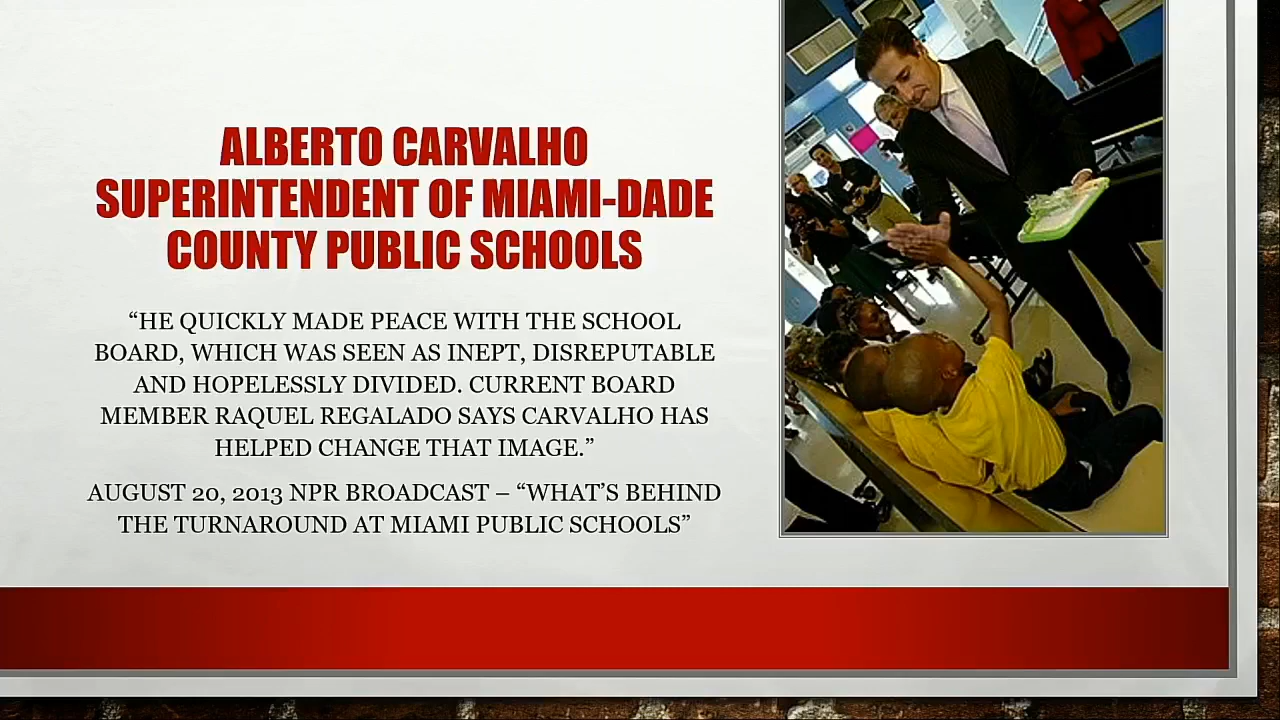 ALBERTO CARVALHO
SUPERINTENDENT OF MIAMI-DADE
COUNTY PUBLIC SCHOOLS
“HE QUICKLY MADE PEACE WITH THE SCHOOL
BOARD, WHICH WAS SEEN AS INEPT, DISREPUTABLE
AND HOPELESSLY DIVIDED. CURRENT BOARD
MEMBER RAQUEL REGALADO SAYS CARVALHO HAS
HELPED CHANGE THAT IMAGE.”
AUGUST 20, 2013 NPR BROADCAST – “WHAT’S BEHIND
THE TURNAROUND AT MIAMI PUBLIC SCHOOLS”